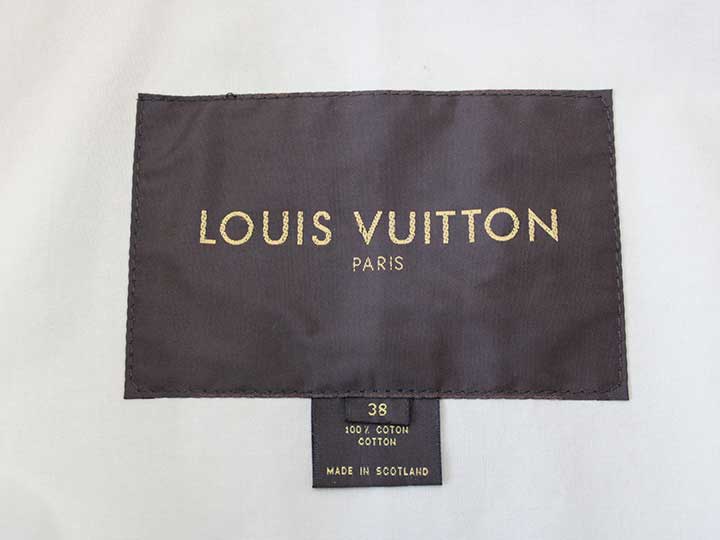 LOUIS VUITTON
PARIS
38
100% COTON
COTTON
MADE IN SCOTLAND